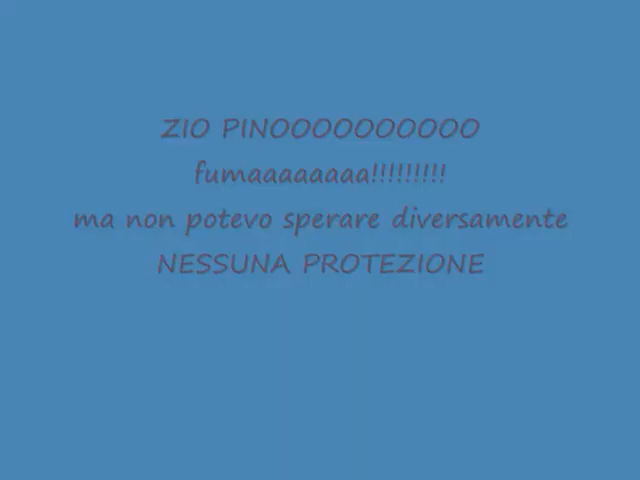 ZIO PINOOOOOOOOOO
fumaaaaaaaa!!!!!!!!!
ma non potevo sperare diversamente
NESSUNA PROTEZIONE